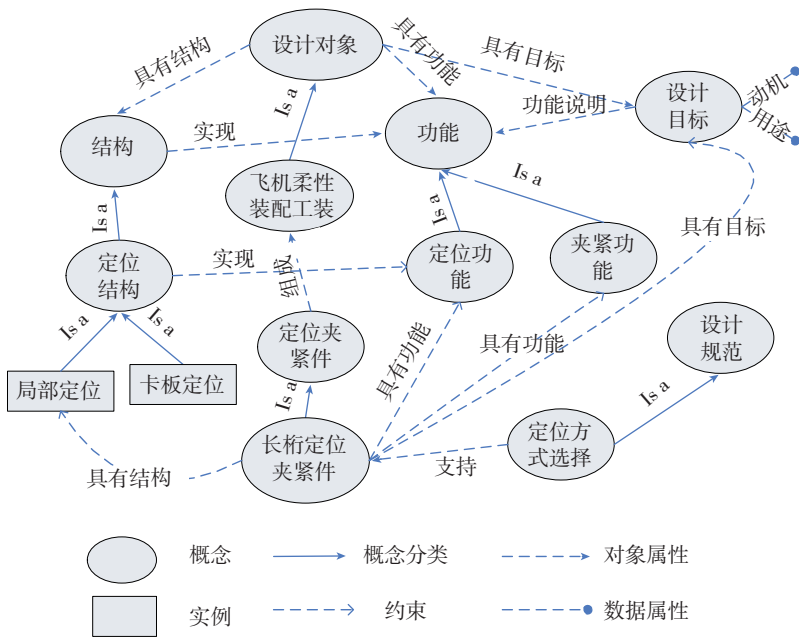 设计对象
具有结构
具有功能
具有目标
Is a
设计
目标
动机
用途
结构
实现
功能
功能说明
飞机柔性
装配工装
Is a
Is a
Is a
具有目标
定位
结构
实现
组成
定位功
能
夹紧功
能
Is a
Is a
定位夹
紧件
具有功能
具有功能
设计
规范
局部定位
卡板定位
Is a
Is a
具有结构
长桁定位
夹紧件
支持
定位方
式选择
概念
概念分类
对象属性
实例
约束
数据属性